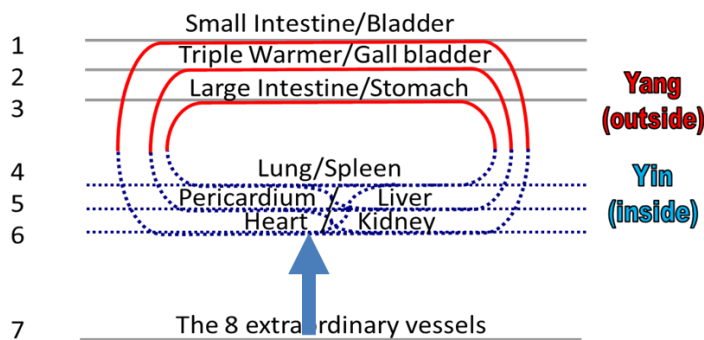 Small Intestine/Bladder
1
Triple Warmer/Gall bladder
2
Large Intestine/Stomach
3
Yang
(outside)
Lung/Spleen
4
Pericardium / Liver
5
Heart Kidney
6
Yin
(inside)
The 8 extraordinary vessels
7